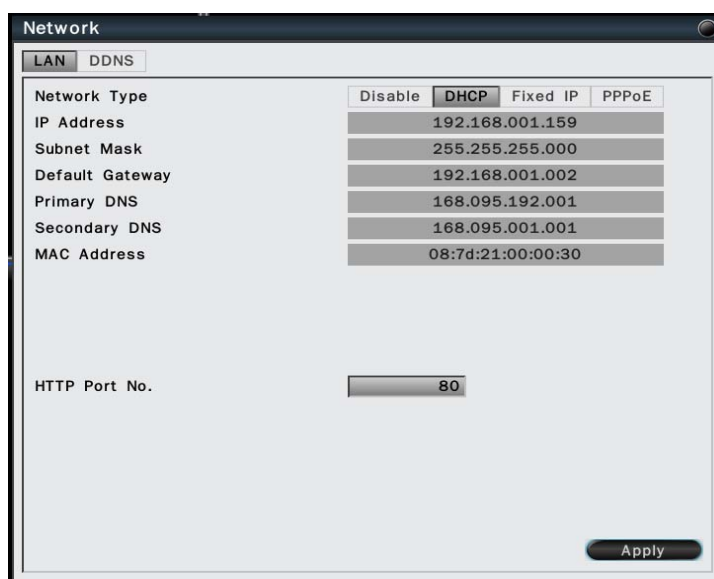 Network
LAN DDNS
Network Type Disable DHCP Fixed IP PPPoE
IP Address 192.168.001.159
Subnet Mask 255.255.255.000
Default Gateway 192.168.001.002
Primary DNS 168.095.192.001
Secondary DNS 168.095.001.001
MAC Address 08:7d:21:00:00:30
HTTP Port No. 80
Apply